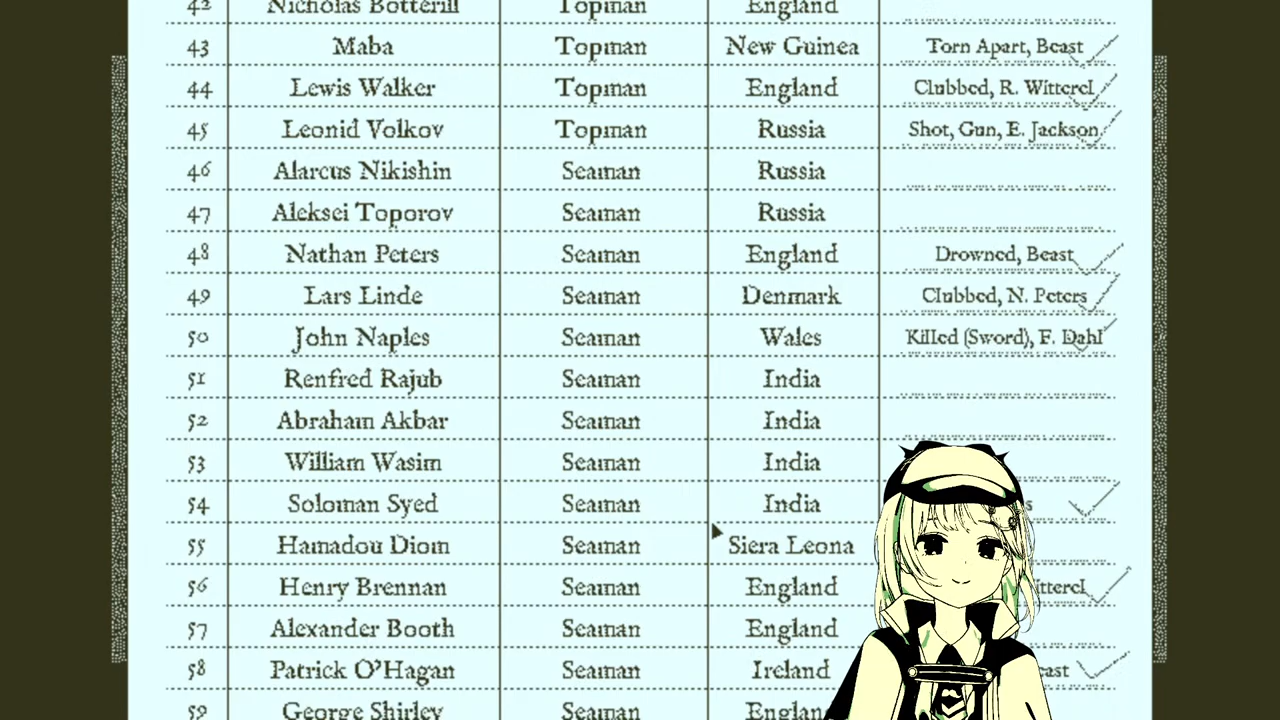 42 Nicholas Botterill Topman England
43 Maba Topman New Guinea Torn Apart, Beast
44 Lewis Walker Topman England Clubbed, R. Witterel
45 Leonid Volkov Topman Russia Shot, Gun, E. Jackson
46 Alarcus Nikishin Seaman Russia
47 Aleksei Toporov Seaman Russia
48 Nathan Peters Seaman England Drowned, Beast
49 Lars Linde Seaman Denmark Clubbed, N. Peters
50 John Naples Seaman Wales Killed (Sword), F. Dahl
51 Renfred Rajub Seaman India
52 Abraham Akbar Seaman India
53 William Wasim Seaman India
54 Soloman Syed Seaman India
55 Hamadou Diom Seaman Siera Leona
56 Henry Brennan Seaman England
57 Alexander Booth Seaman England
58 Patrick O'Hagan Seaman Ireland
59 George Shirley Seaman